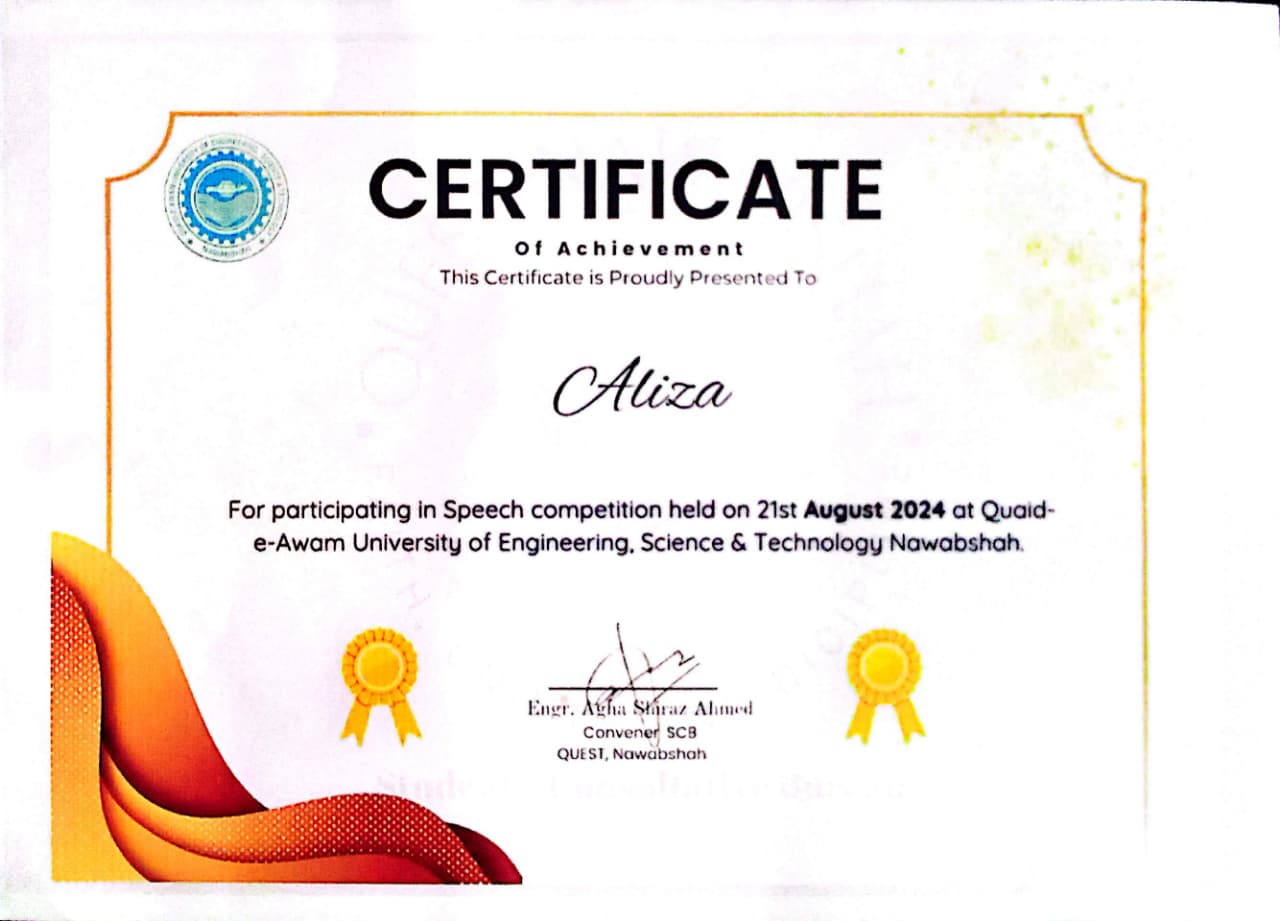 CERTIFICATE
Of Achievement
This Certificate is Proudly Presented To
Aliza
For participating in Speech competition held on 21st August 2024 at Quaid-
e-Awam University of Engineering, Science & Technology Nawabshah.
Engr. Agha Shiraz Ahmed
Convener SCB
QUEST, Nawabshah